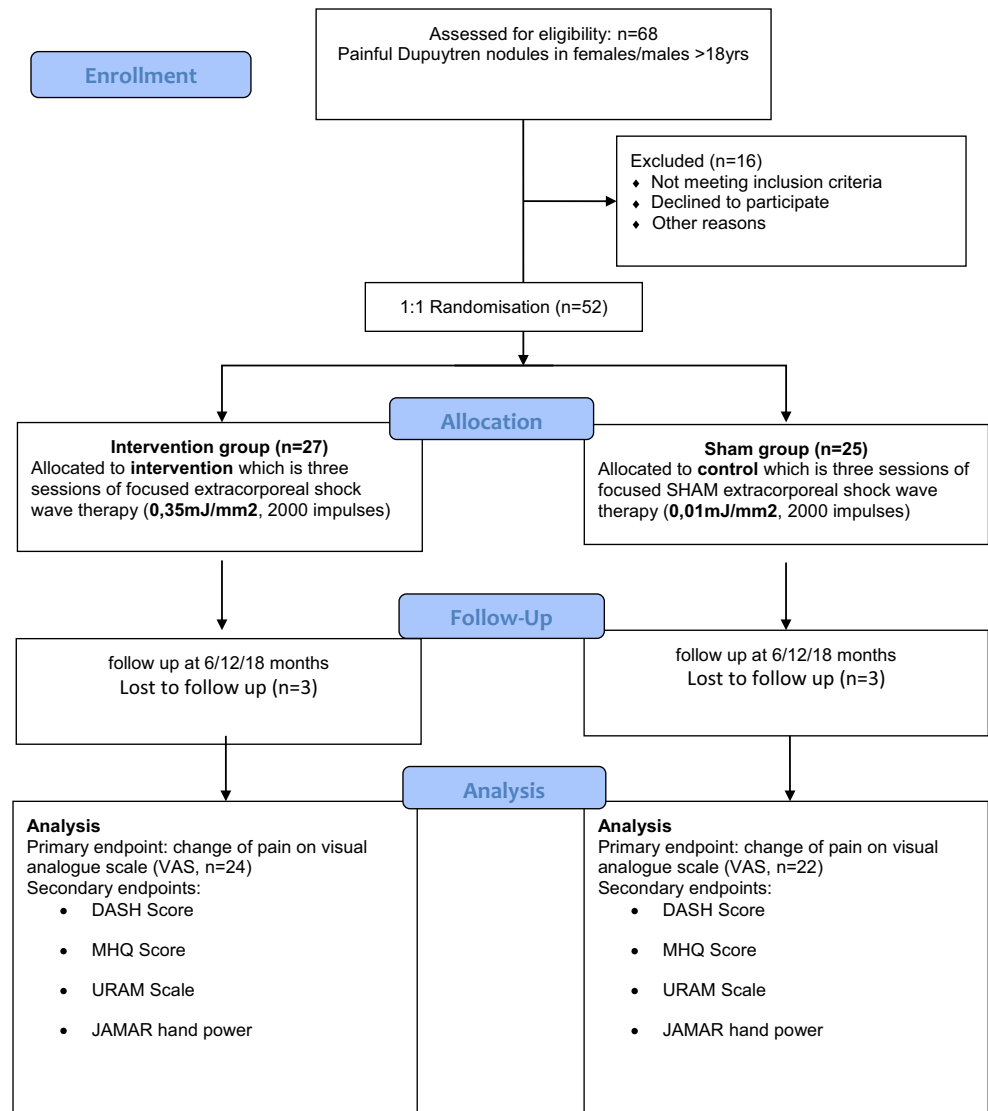 Assessed for eligibility: n=68
Painful Dupuytren nodules in females/males >18yrs
Enrollment
Excluded (n=16)
♦ Not meeting inclusion criteria
♦ Declined to participate
♦ Other reasons
1:1 Randomisation (n=52)
Allocation
Intervention group (n=27)
Allocated to intervention which is three
sessions of focused extracorporeal shock
wave therapy (0,35mJ/mm2, 2000 impulses)
Sham group (n=25)
Allocated to control which is three sessions of
focused SHAM extracorporeal shock wave
therapy (0,01mJ/mm2, 2000 impulses)
Follow-Up
follow up at 6/12/18 months
Lost to follow up (n=3)
follow up at 6/12/18 months
Lost to follow up (n=3)
Analysis
Analysis
Primary endpoint: change of pain on visual
analogue scale (VAS, n=24)
Secondary endpoints:
• DASH Score
• MHQ Score
• URAM Scale
• JAMAR hand power
Analysis
Primary endpoint: change of pain on visual
analogue scale (VAS, n=22)
Secondary endpoints:
• DASH Score
• MHQ Score
• URAM Scale
• JAMAR hand power